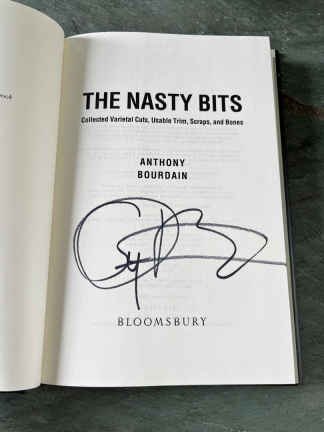 THE NASTY BITS
Collected Varietal Cuts, Usable Trim, Scraps, and Bones
ANTHONY
BOURDAIN
BLOOMSBURY